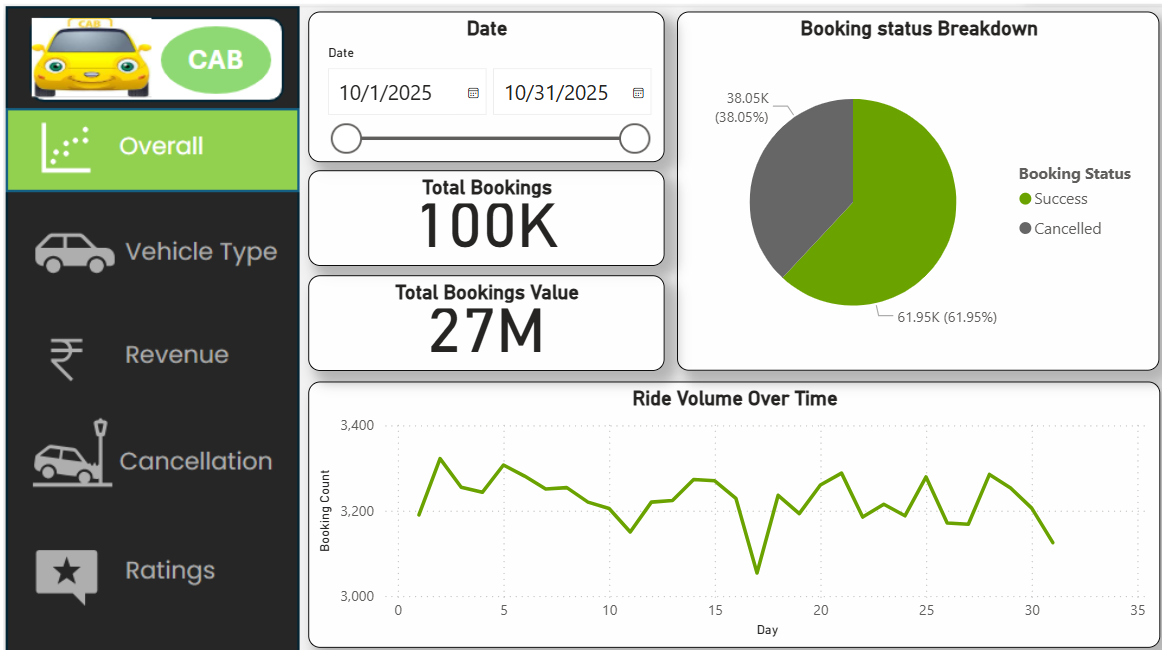 CAB
CAB
Overall
Vehicle Type
Revenue
Cancellation
Ratings
Date
Date
10/1/2025
10/31/2025
Total Bookings
100K
Total Bookings Value
27M
Booking status Breakdown
38.05K
(38.05%)
61.95K (61.95%)
Booking Status
Success
Cancelled
Ride Volume Over Time
Booking Count
3,400
3,200
3,000
0 5 10 15 20 25 30 35
Day